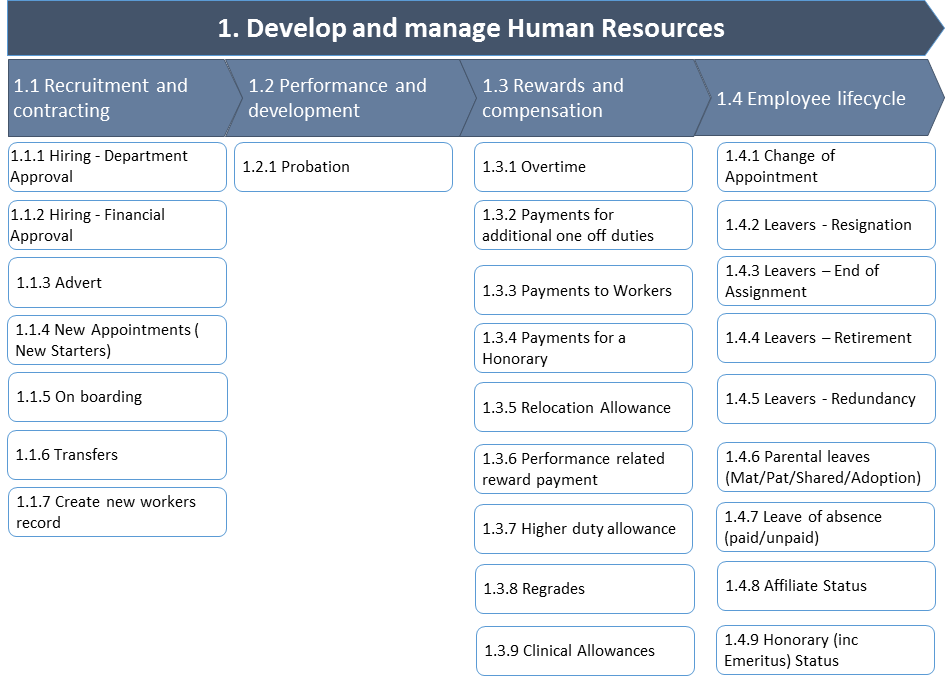 1. Develop and manage Human Resources
1.1 Recruitment and
contracting
1.2 Performance and
development
1.3 Rewards and
compensation
1.4 Employee lifecycle
1.1.1 Hiring - Department
Approval
1.1.2 Hiring - Financial
Approval
1.1.3 Advert
1.1.4 New Appointments (
New Starters)
1.1.5 On boarding
1.1.6 Transfers
1.1.7 Create new workers
record
1.2.1 Probation
1.3.1 Overtime
1.3.2 Payments for
additional one off duties
1.3.3 Payments to Workers
1.3.4 Payments for a
Honorary
1.3.5 Relocation Allowance
1.3.6 Performance related
reward payment
1.3.7 Higher duty allowance
1.3.8 Regrades
1.3.9 Clinical Allowances
1.4.1 Change of
Appointment
1.4.2 Leavers - Resignation
1.4.3 Leavers – End of
Assignment
1.4.4 Leavers – Retirement
1.4.5 Leavers - Redundancy
1.4.6 Parental leaves
(Mat/Pat/Shared/Adoption)
1.4.7 Leave of absence
(paid/unpaid)
1.4.8 Affiliate Status
1.4.9 Honorary (inc
Emeritus) Status